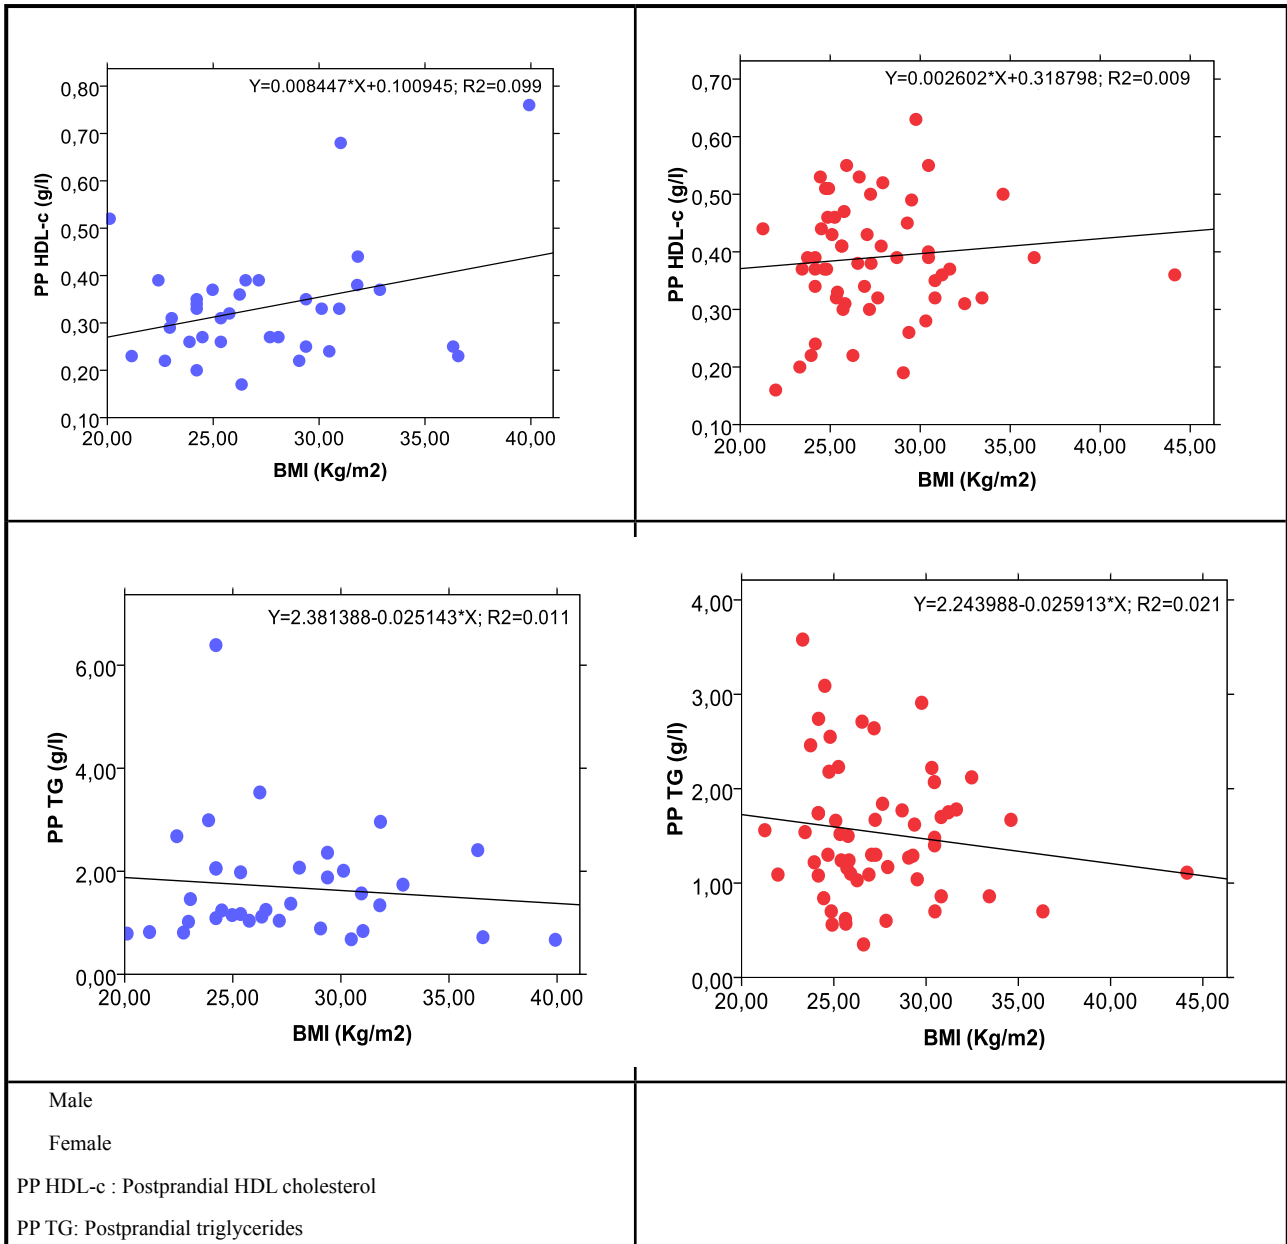 Y=0.008447*X+0.100945; R2=0.099
0,80
0,70
0,60
0,50
0,40
0,30
0,20
0,10
PP HDL-c (g/l)
20,00 25,00 30,00 35,00 40,00
BMI (Kg/m2)
Y=0.002602*X+0.318798; R2=0.009
0,70
0,60
0,50
0,40
0,30
0,20
0,10
PP HDL-c (g/l)
20,00 25,00 30,00 35,00 40,00 45,00
BMI (Kg/m2)
Y=2.381388-0.025143*X; R2=0.011
6,00
4,00
2,00
0,00
PP TG (g/l)
20,00 25,00 30,00 35,00 40,00
BMI (Kg/m2)
Y=2.243988-0.025913*X; R2=0.021
4,00
3,00
2,00
1,00
0,00
PP TG (g/l)
20,00 25,00 30,00 35,00 40,00 45,00
BMI (Kg/m2)
Male
Female
PP HDL-c : Postprandial HDL cholesterol
PP TG: Postprandial triglycerides